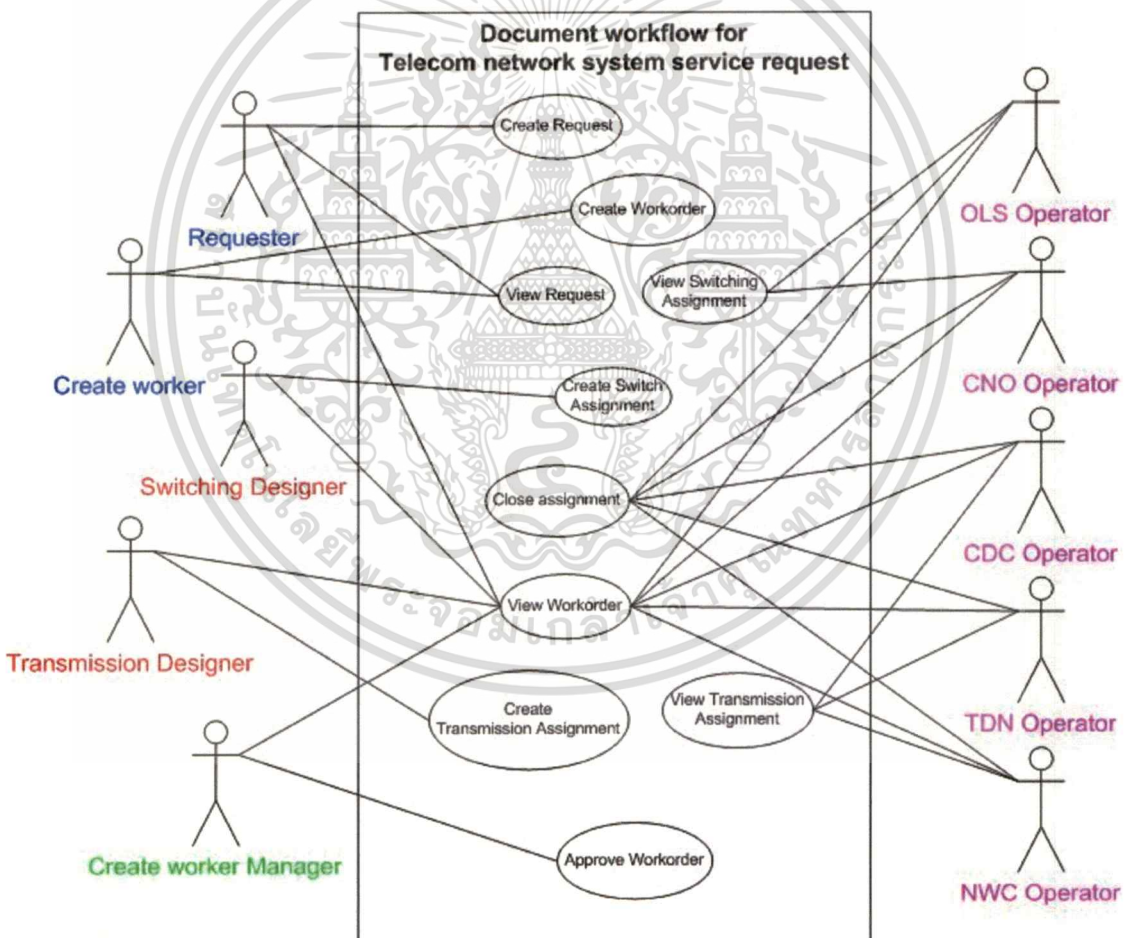 Document workflow for
Telecom network system service request
Create Request
Requester
Create Workorder
OLS Operator
View Request
View Switching
Assignment
Create worker
Create Switch
Assignment
CNO Operator
Switching Designer
Close assignment
CDC Operator
View Workorder
Transmission Designer
Create
Transmission Assignment
View Transmission
Assignment
TDN Operator
Create worker Manager
Approve Workorder
NWC Operator